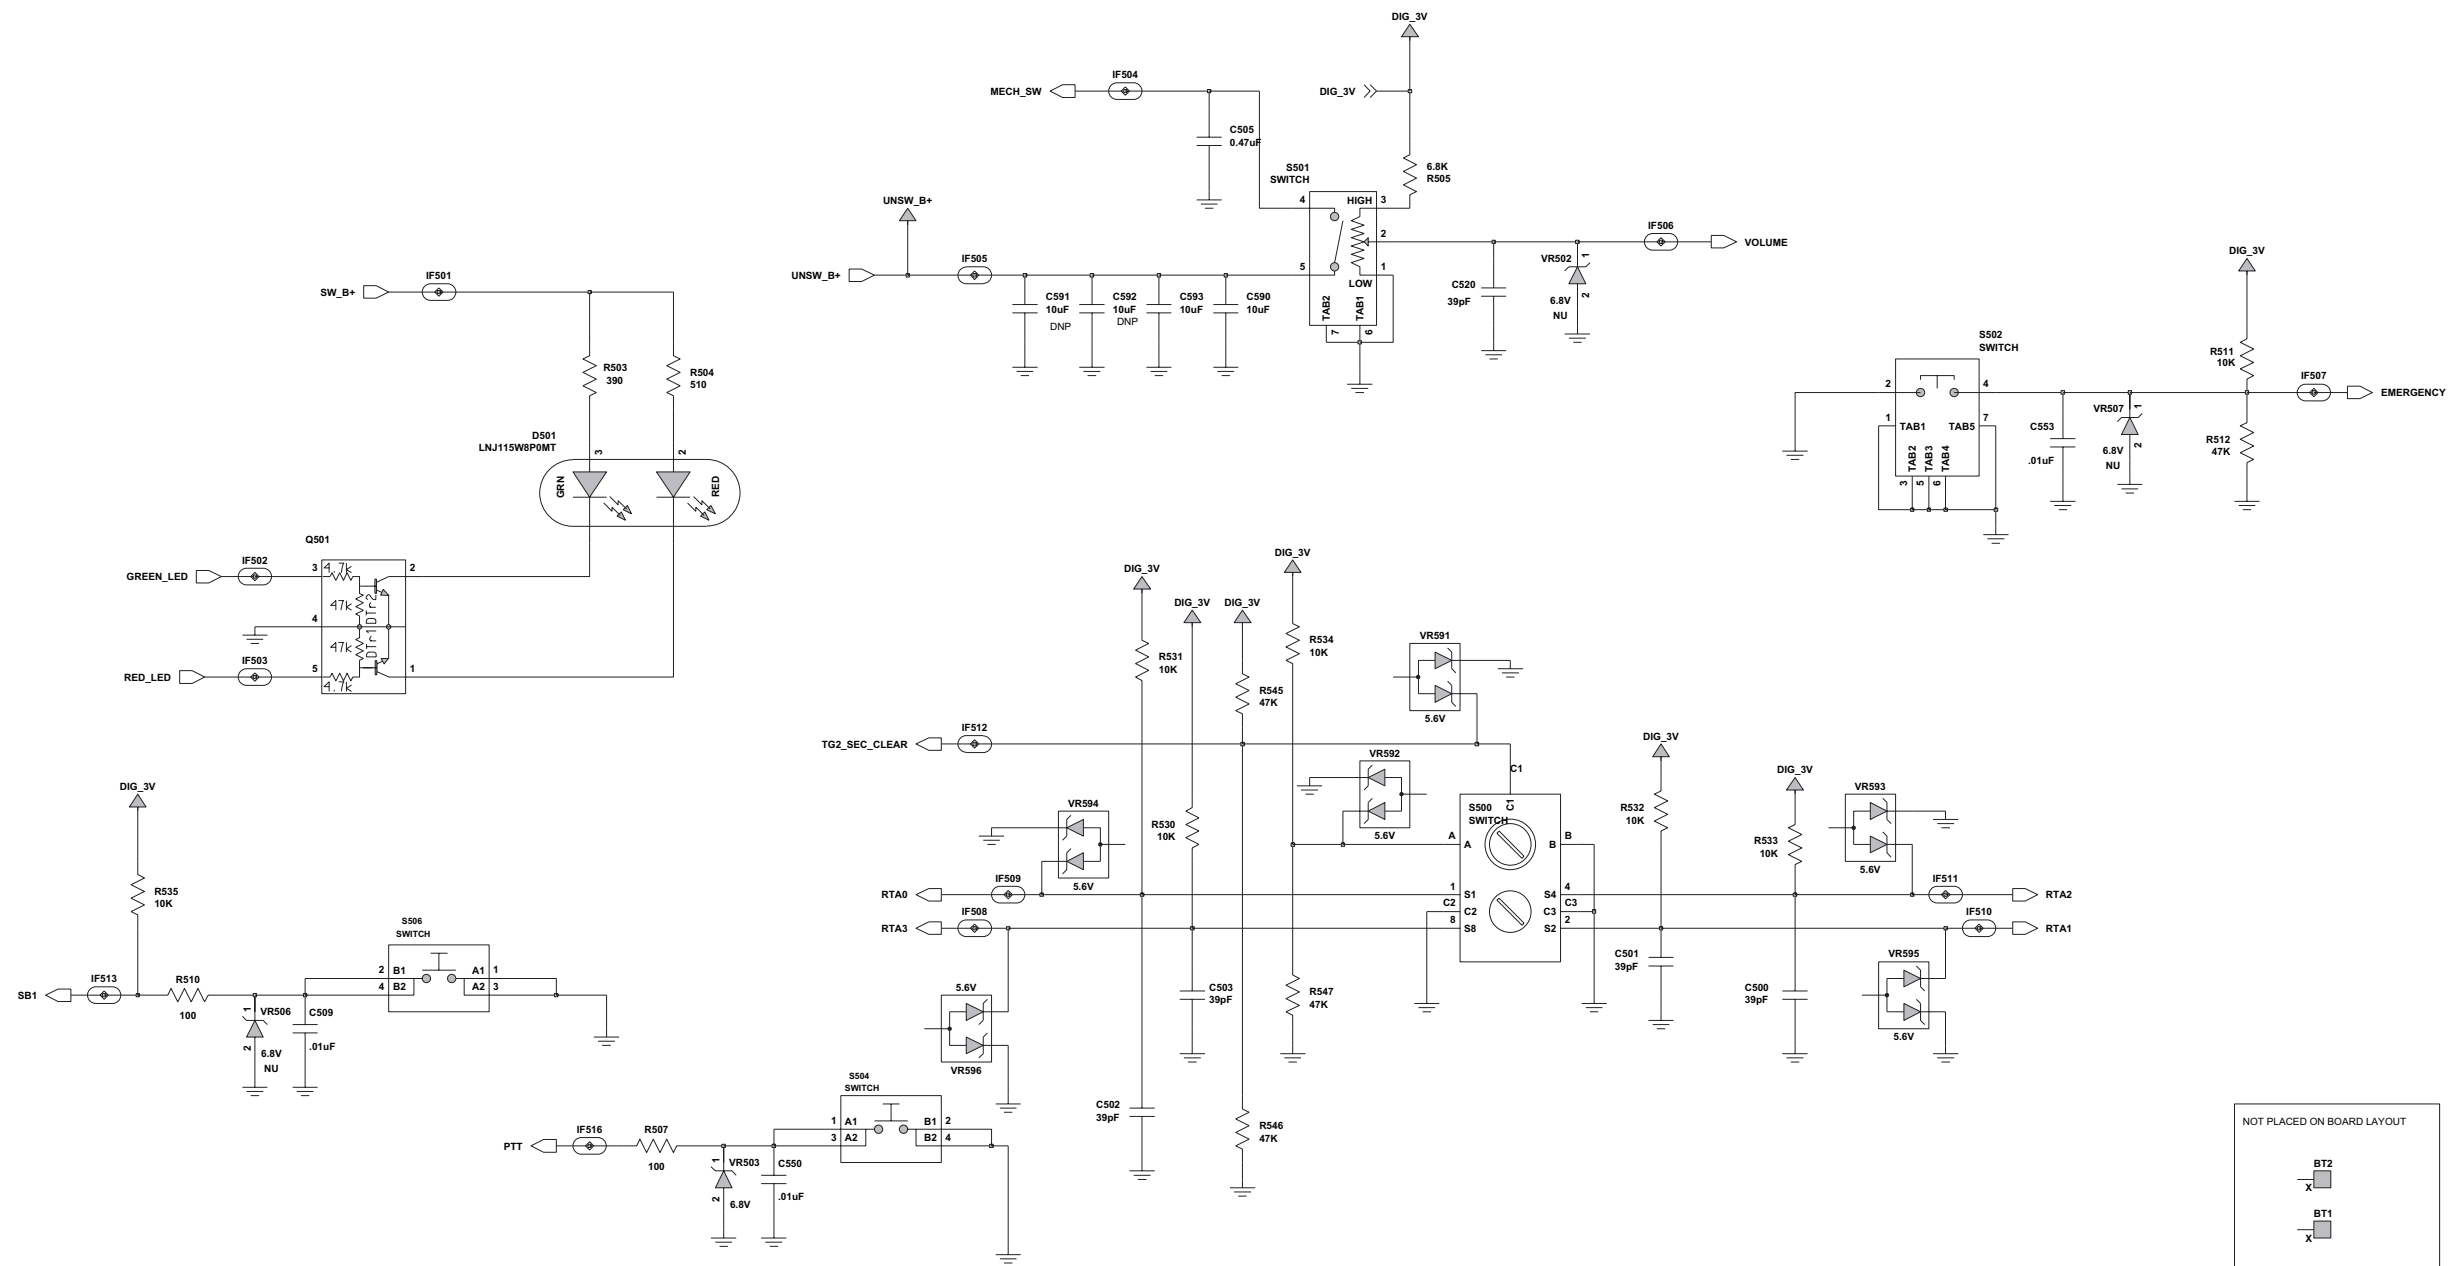 DIG_3V
MECH_SW
IF504
DIG_3V
C505
0.47uF
6.8K
R505
S501
SWITCH
4
HIGH
3
2
5
1
LOW
TAB2
TAB1
7
6
UNSW_B+
UNSW_B+
IF505
C591
10uF
DNP
C592
10uF
DNP
C593
10uF
C590
10uF
C520
39pF
VR502
1
2
6.8V
NU
IF506
VOLUME
SW_B+
IF501
R503
390
R504
510
D501
LNJ115W8P0MT
3
2
GRN
RED
Q501
GREEN_LED
IF502
3
4.7k
2
47k
DTr2
4
47k
DTr1
RED_LED
IF503
5
4.7k
1
DIG_3V
R511
10K
S502
SWITCH
2
4
1
TAB1
TAB5
7
TAB2
TAB3
TAB4
3
5
6
C553
.01uF
VR507
1
2
6.8V
NU
R512
47K
IF507
EMERGENCY
DIG_3V
DIG_3V
DIG_3V
DIG_3V
R531
10K
R545
47K
R534
10K
VR591
5.6V
TG2_SEC_CLEAR
IF512
VR592
5.6V
C1
C1
VR594
5.6V
R530
10K
S500
SWITCH
A
A
B
B
RTA0
IF509
1
S1
S4
4
C2
C2
C3
C3
RTA3
IF508
8
S8
S2
2
DIG_3V
R532
10K
DIG_3V
R533
10K
VR593
5.6V
IF511
RTA2
IF510
RTA1
C501
39pF
C500
39pF
VR595
5.6V
5.6V
VR596
C503
39pF
R547
47K
C502
39pF
R546
47K
DIG_3V
R535
10K
SB1
IF513
R510
100
S506
SWITCH
2
B1
A1
1
4
B2
A2
3
VR506
1
2
6.8V
NU
C509
.01uF
S504
SWITCH
1
A1
B1
2
3
A2
B2
4
PTT
IF516
R507
100
VR503
1
2
6.8V
C550
.01uF
NOT PLACED ON BOARD LAYOUT
BT2
X
BT1
X